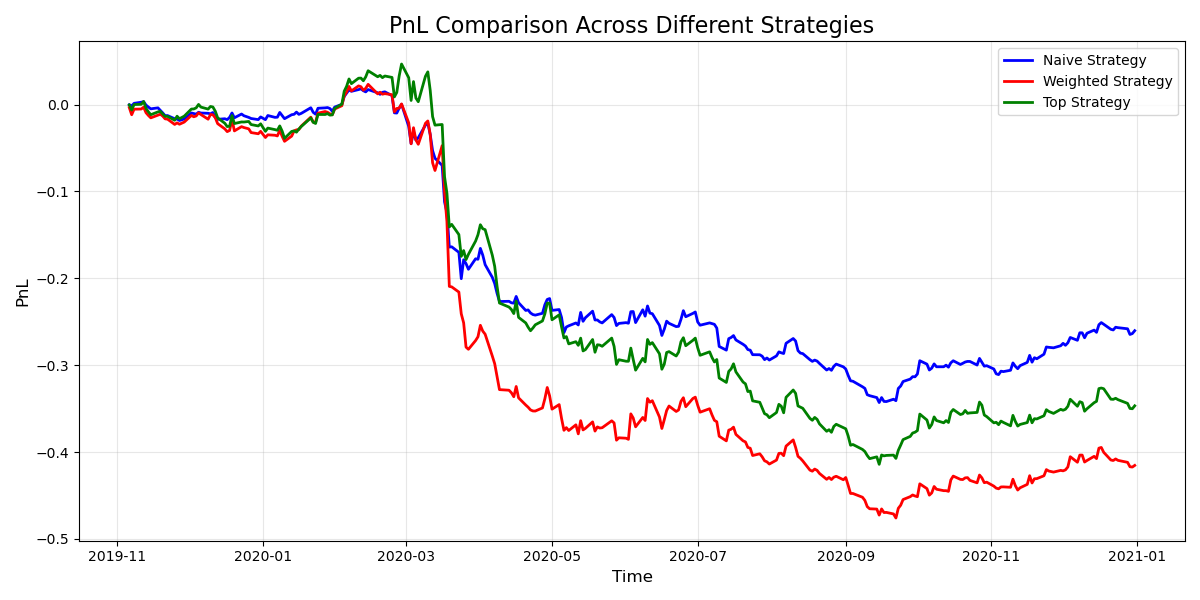 PnL Comparison Across Different Strategies
Naive Strategy
Weighted Strategy
Top Strategy
PnL
0.0
−0.1
−0.2
−0.3
−0.4
−0.5
2019-11
2020-01
2020-03
2020-05
2020-07
2020-09
2020-11
2021-01
Time